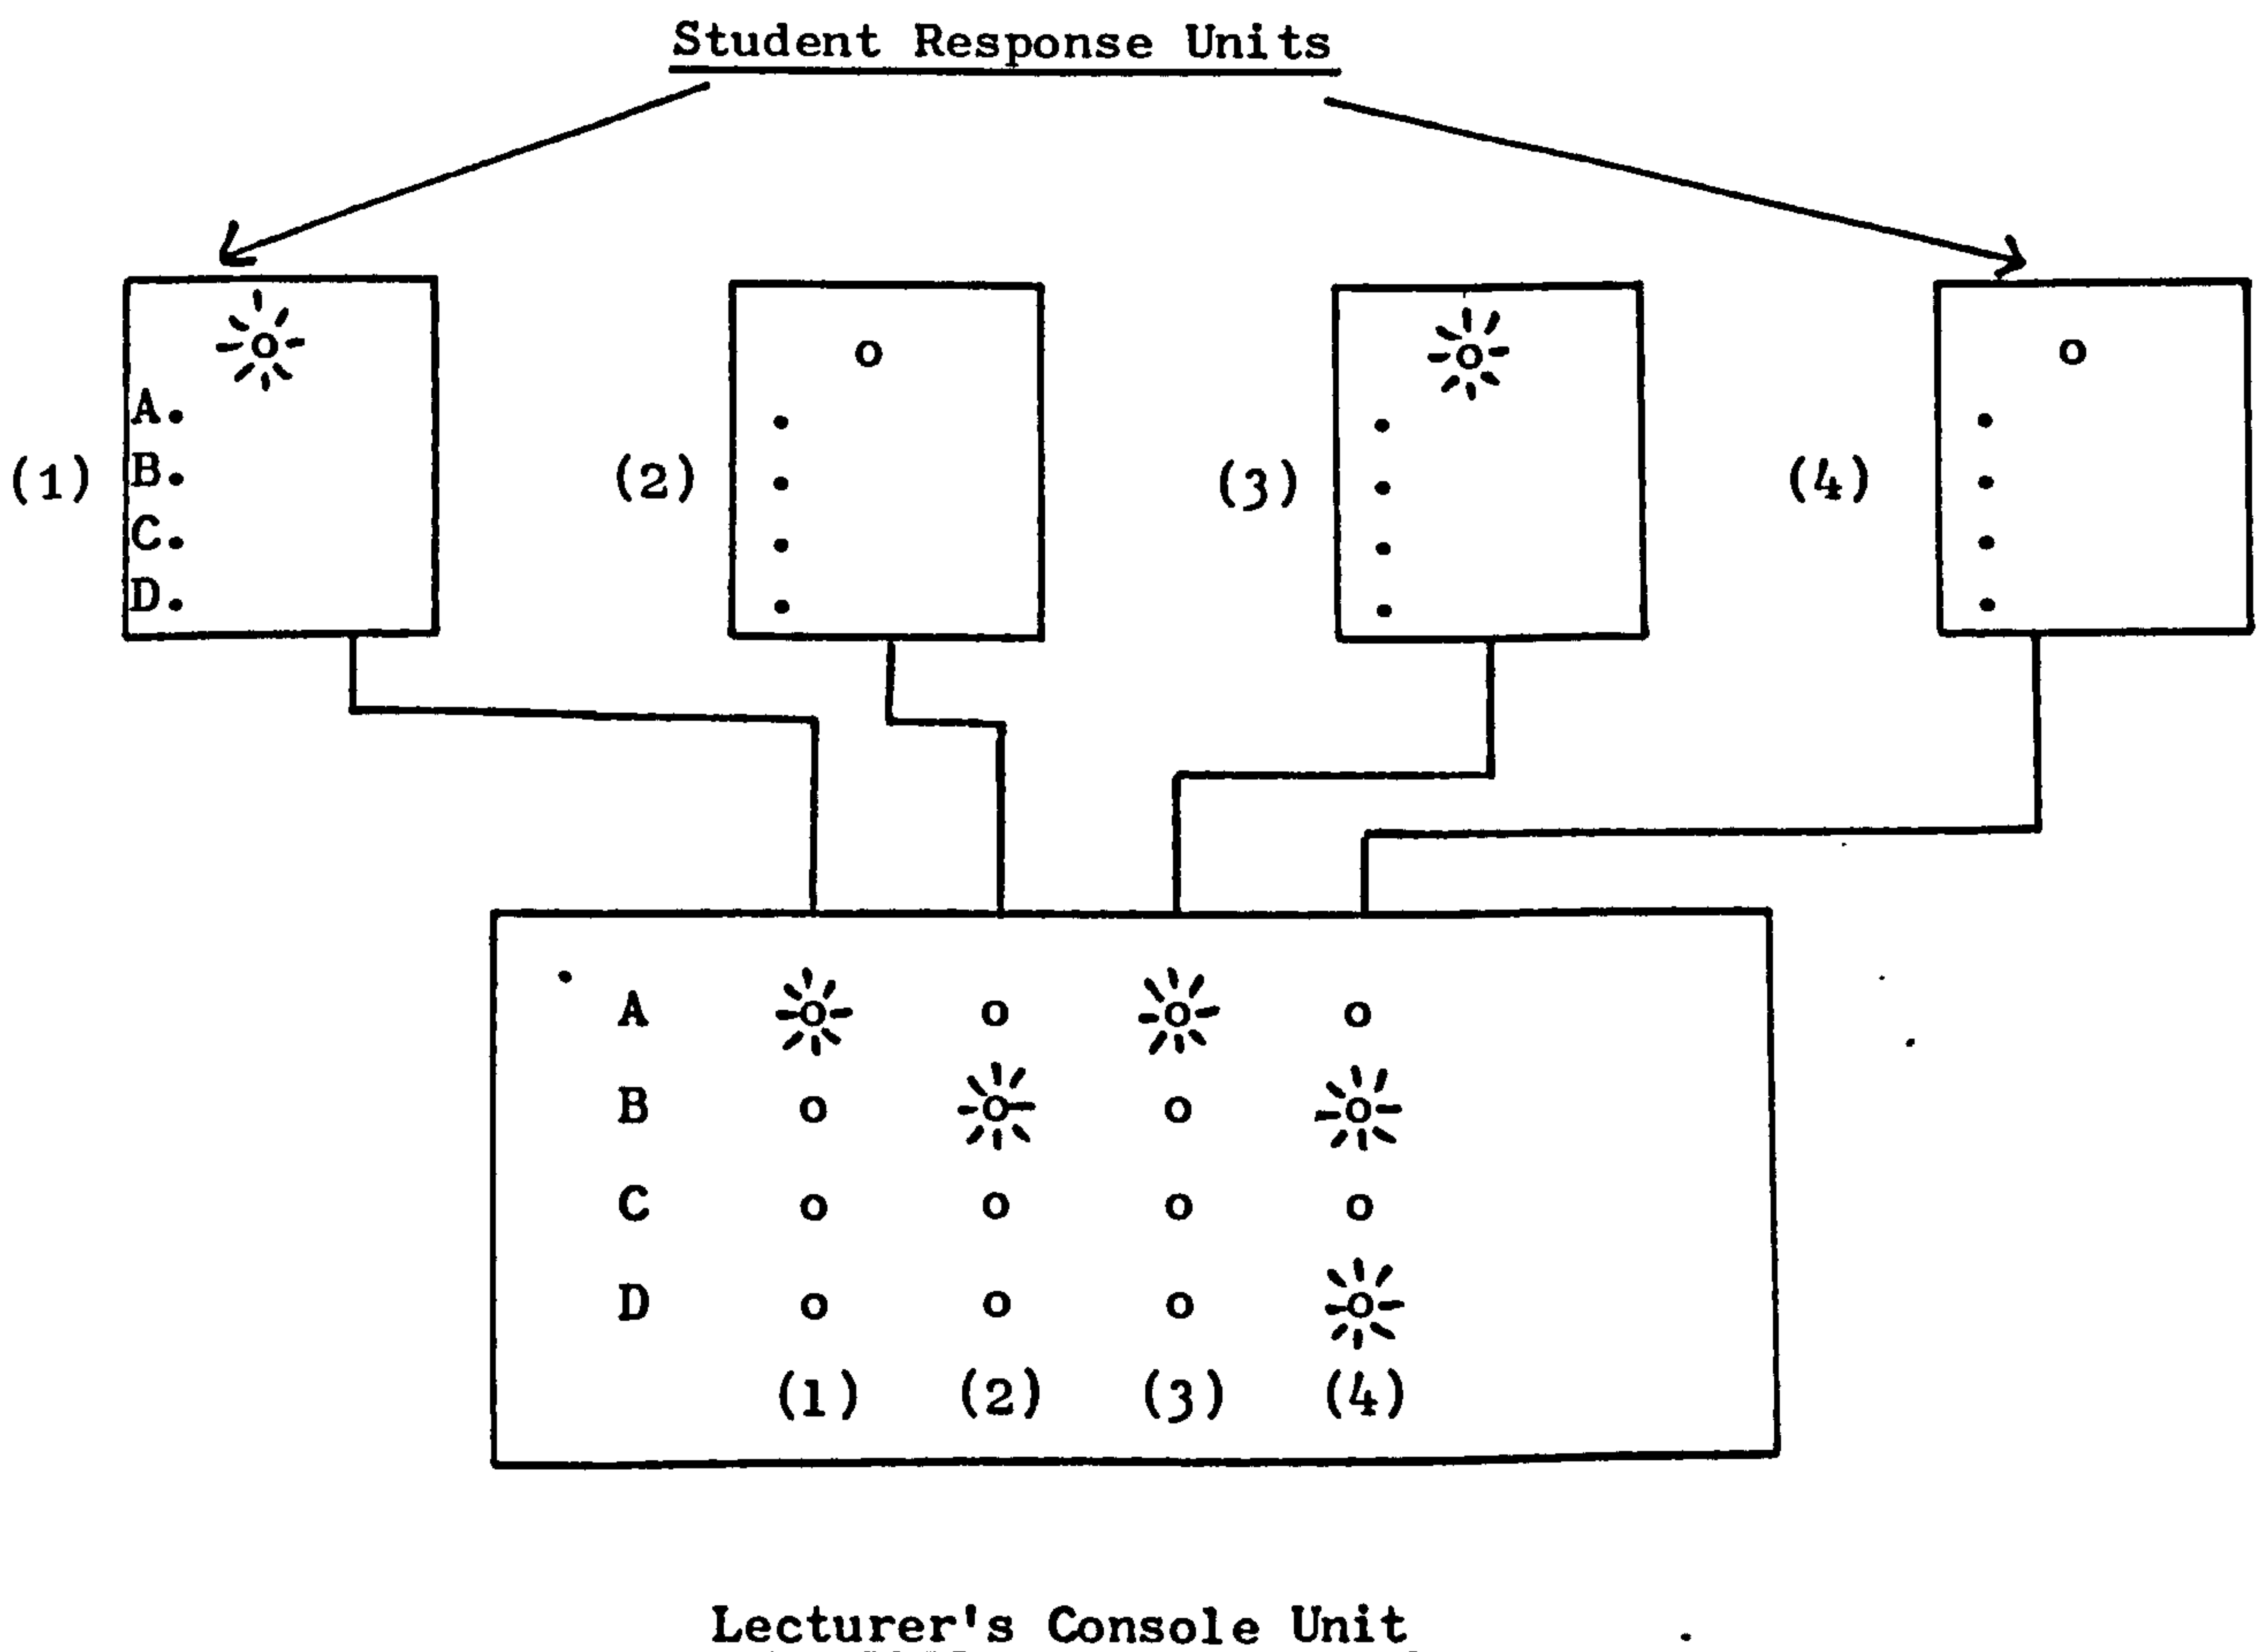 Student Response Units
(1) A. B. C. D.
(2)
(3)
(4)
A
B
C
D
(1) (2) (3) (4)
Lecturer's Console Unit